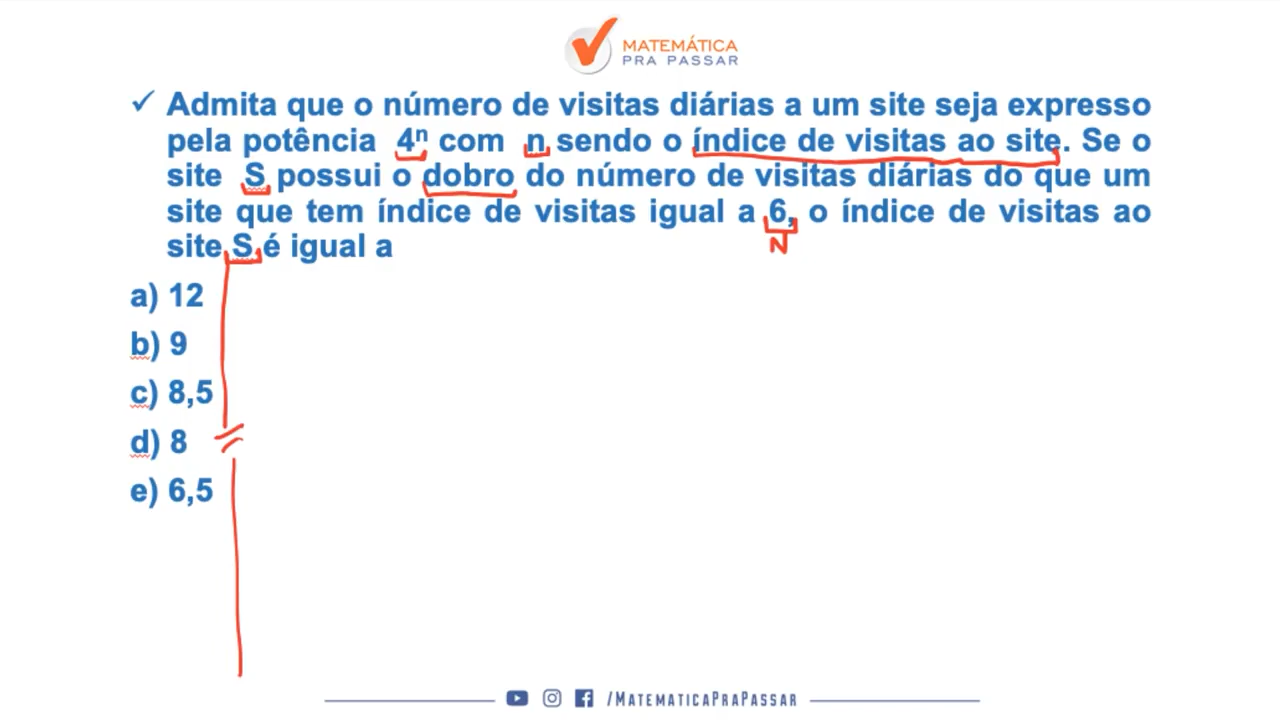 MATEMÁTICA
PRA PASSAR
✓ Admita que o número de visitas diárias a um site seja expresso
pela potência 4ⁿ com n sendo o índice de visitas ao site. Se o
site S possui o dobro do número de visitas diárias do que um
site que tem índice de visitas igual a 6, o índice de visitas ao
site S é igual a
N
a) 12
b) 9
c) 8,5
d) 8
e) 6,5
/MATEMATICAPRAPASSAR